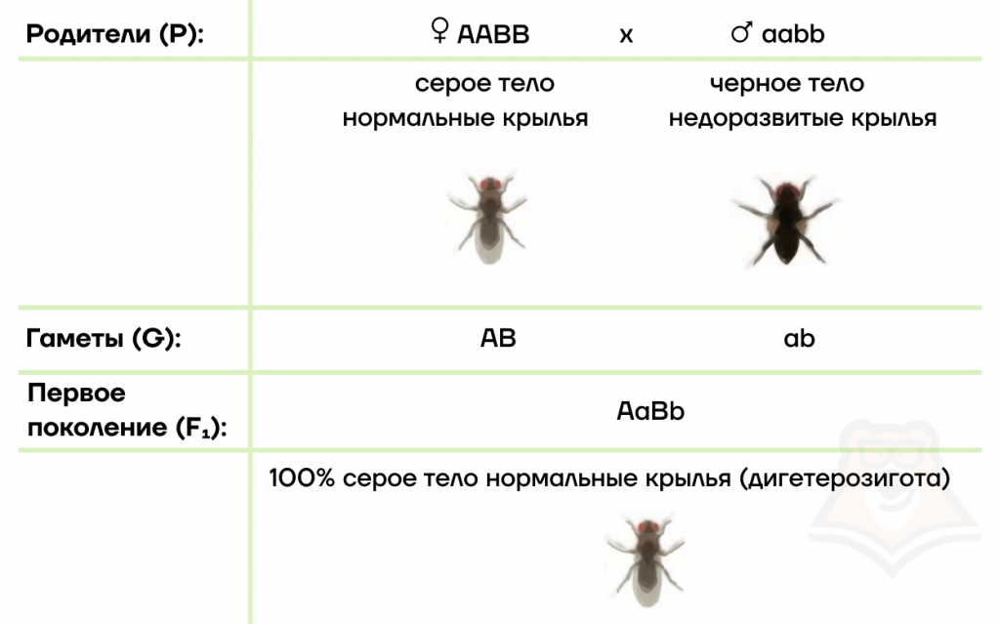 Родители (P): ♀ AABB x ♂ aabb
серое тело черное тело
нормальные крылья недоразвитые крылья
Гаметы (G): AB ab
Первое
поколение (F₁): AaBb
100% серое тело нормальные крылья (дигетерозигота)